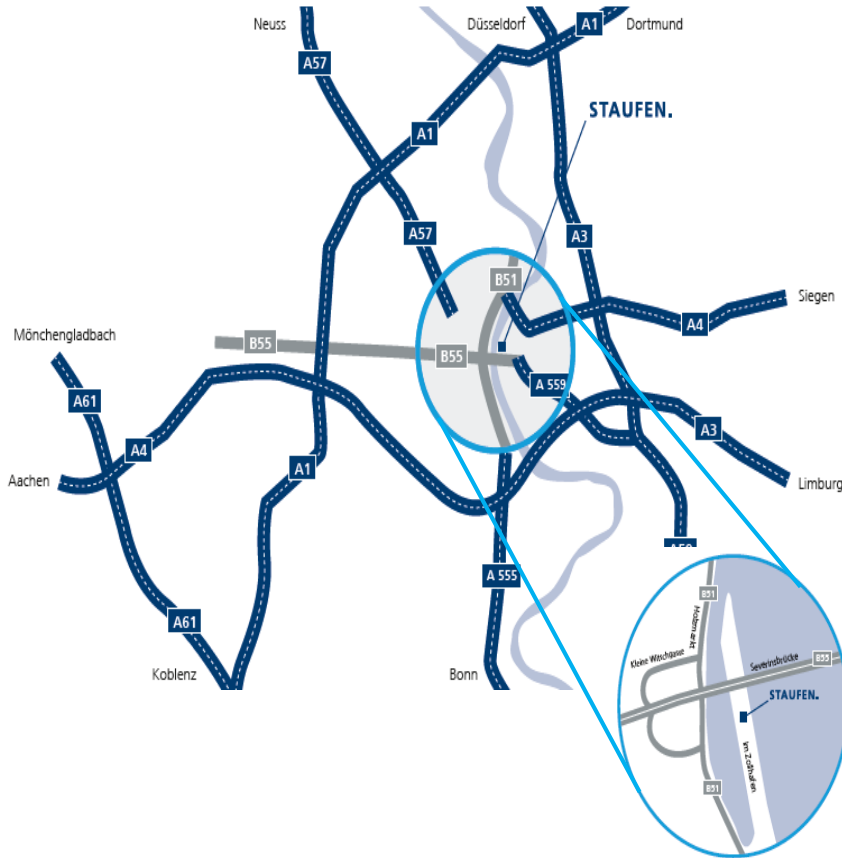 Neuss
Düsseldorf
A1
Dortmund
A57
STAUFEN.
A1
A57
A3
B51
Siegen
A4
Mönchengladbach
B55
B55
A 559
A61
A3
A4
A1
Aachen
Limburg
A 555
A61
Koblenz
Bonn
B51
Holzmarkt
Kleine Witschgasse
Severinsbrücke
B55
STAUFEN.
Im Zollhafen
B51